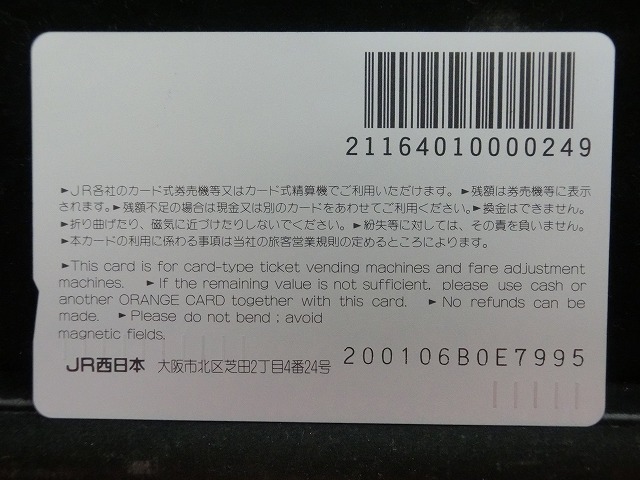 21164010000249
►JR各社のカード式券売機等又はカード式精算機でご利用いただけます。►残額は券売機等に表示
されます。►残額不足の場合は現金又は別のカードをあわせてご利用ください。►換金はできません。
►折り曲げたり、磁気に近づけたりしないでください。►紛失等に対しては、その責を負いません。
►本カードの利用に係わる事項は当社の旅客営業規則の定めるところによります。
►This card is for card-type ticket vending machines and fare adjustment
machines. ►If the remaining value is not sufficient, please use cash or
another ORANGE CARD together with this card. ►No refunds can be
made. ►Please do not bend ; avoid
magnetic fields.
JR西日本 大阪市北区芝田2丁目4番24号 200106B0E7995